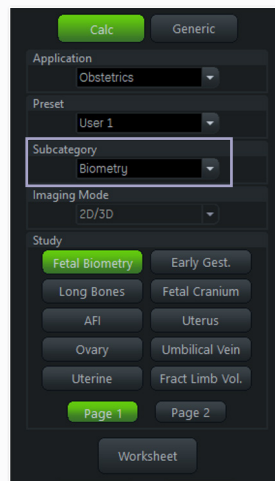 Calc Generic
Application
Obstetrics
Preset
User 1
Subcategory
Biometry
Imaging Mode
2D/3D
Study
Fetal Biometry Early Gest.
Long Bones Fetal Cranium
AFI Uterus
Ovary Umbilical Vein
Uterine Fract Limb Vol.
Page 1 Page 2
Worksheet